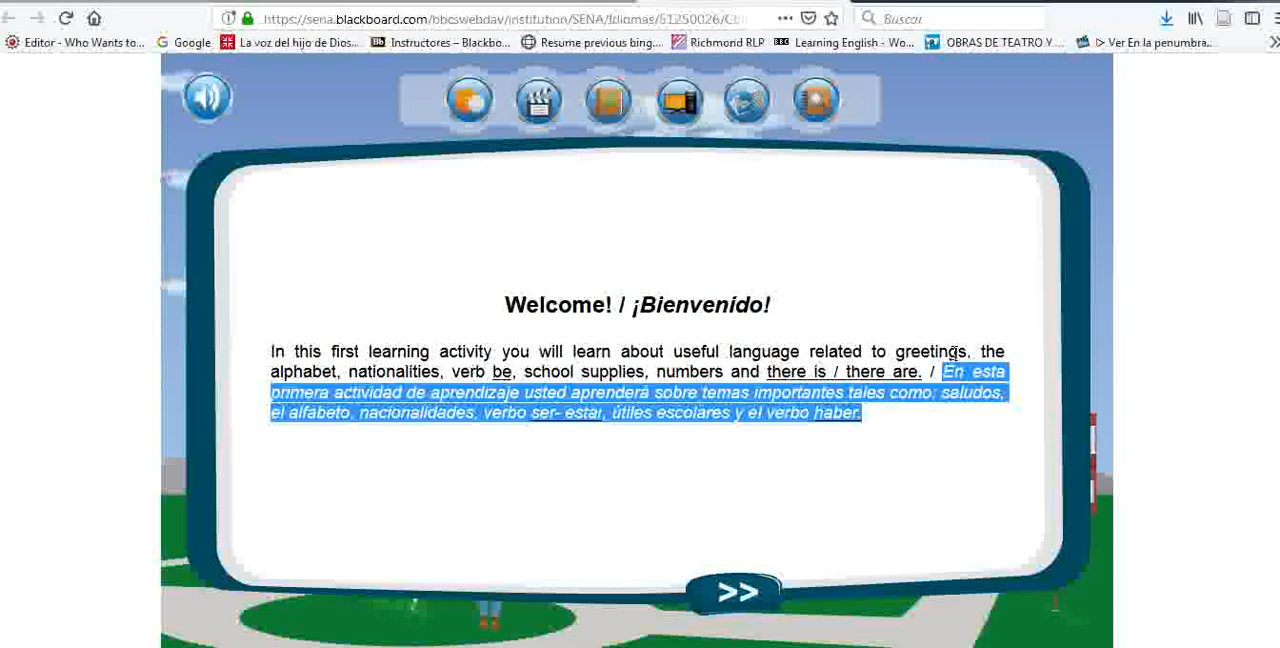 https://sena.blackboard.com/bbcswebdav/institution/SENA/Idiomas/51250026/Cbi
Buscar
Editor - Who Wants to...
Google
La voz del hijo de Dios...
Bb Instructores – Blackbo...
Resume previous bing...
Richmond RLP
BBC Learning English - Wo...
OBRAS DE TEATRO Y ...
▷ Ver En la penumbra...
Welcome! / ¡Bienvenido!
In this first learning activity you will learn about useful language related to greetings, the
alphabet, nationalities, verb be, school supplies, numbers and there is / there are. / En esta
primera actividad de aprendizaje usted aprenderá sobre temas importantes tales como: saludos,
el alfabeto, nacionalidades, verbo ser- estar, útiles escolares y el verbo haber.
>>